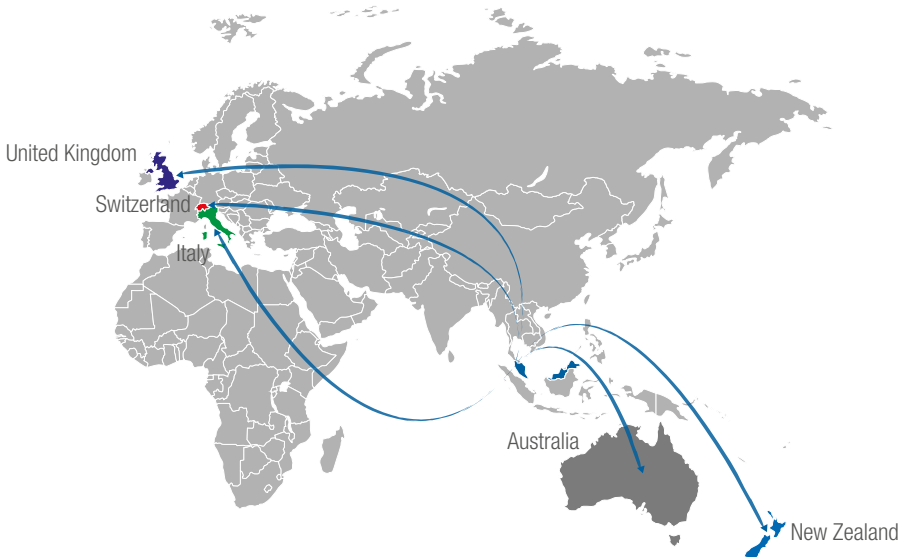 United Kingdom
Switzerland
Italy
Australia
New Zealand